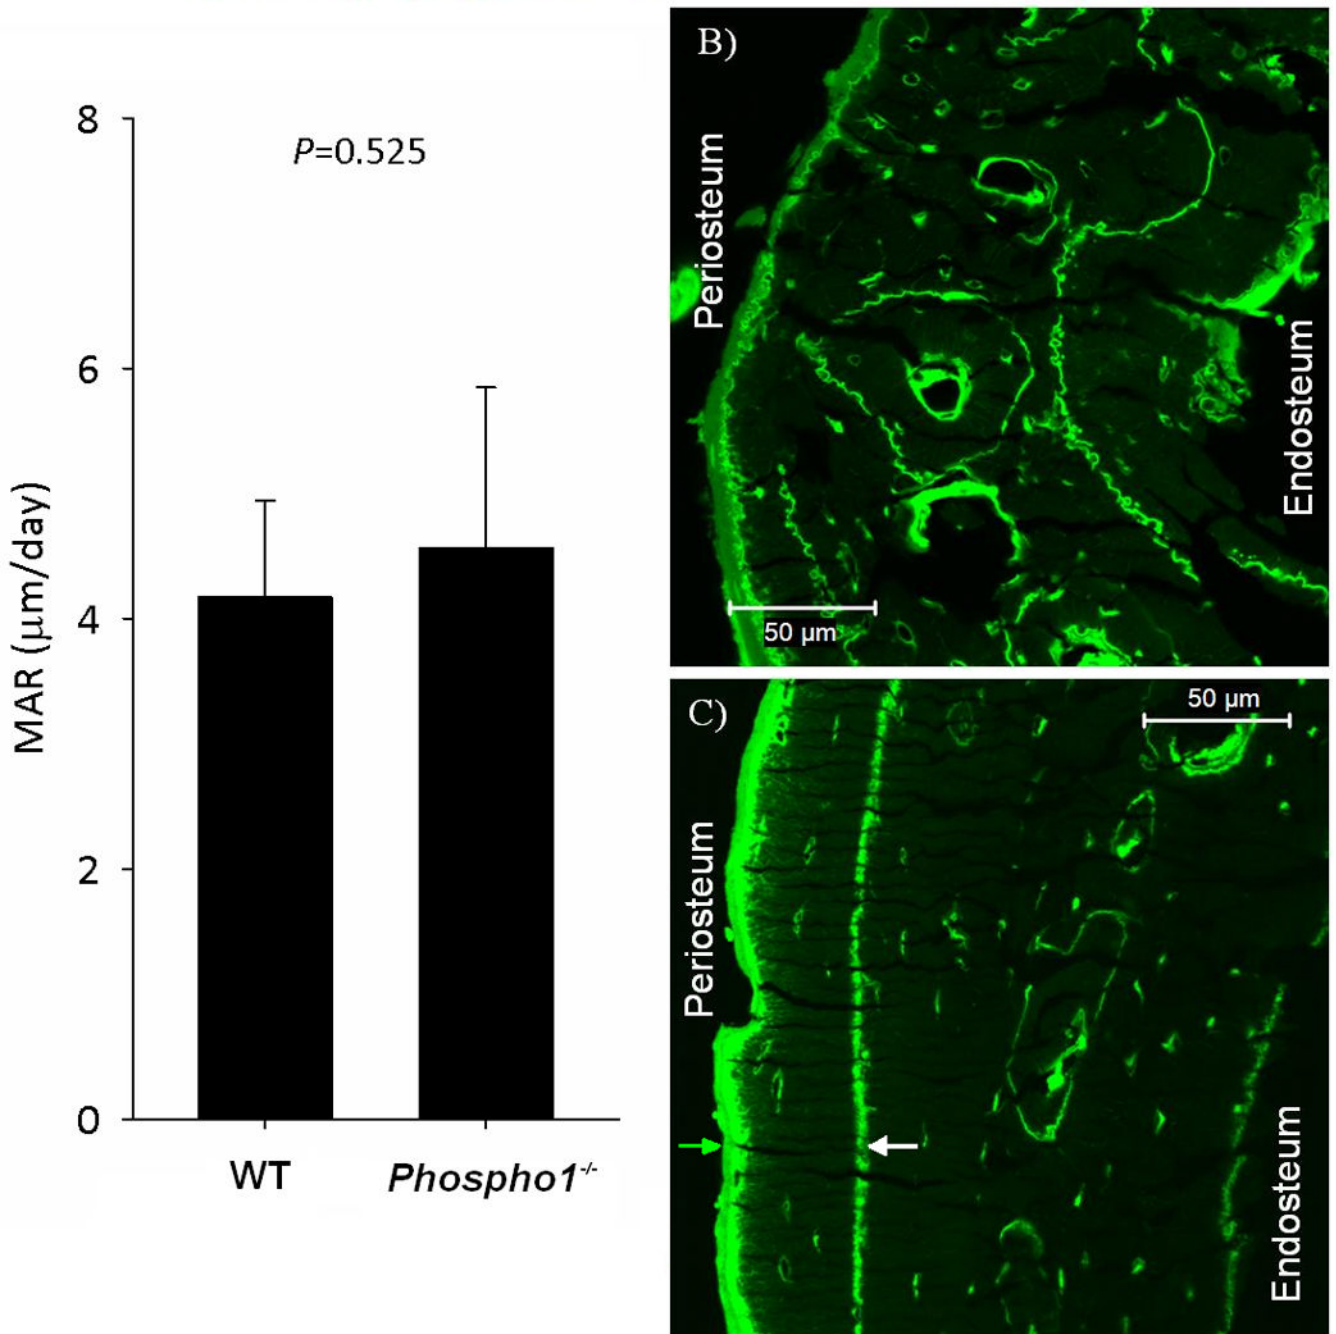 8
P=0.525
6
MAR (μm/day)
4
2
0
WT
Phospho1-/-
B)
Periosteum
Endosteum
50 μm
C)
50 μm
Periosteum
Endosteum